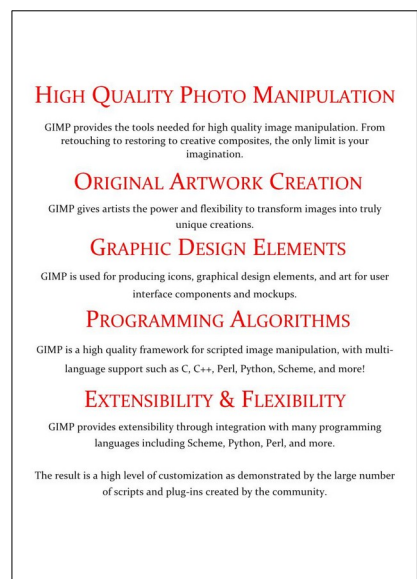 HIGH QUALITY PHOTO MANIPULATION
GIMP provides the tools needed for high quality image manipulation. From
retouching to restoring to creative composites, the only limit is your
imagination.
ORIGINAL ARTWORK CREATION
GIMP gives artists the power and flexibility to transform images into truly
unique creations.
GRAPHIC DESIGN ELEMENTS
GIMP is used for producing icons, graphical design elements, and art for user
interface components and mockups.
PROGRAMMING ALGORITHMS
GIMP is a high quality framework for scripted image manipulation, with multi-
language support such as C, C++, Perl, Python, Scheme, and more!
EXTENSIBILITY & FLEXIBILITY
GIMP provides extensibility through integration with many programming
languages including Scheme, Python, Perl, and more.
The result is a high level of customization as demonstrated by the large number
of scripts and plug-ins created by the community.